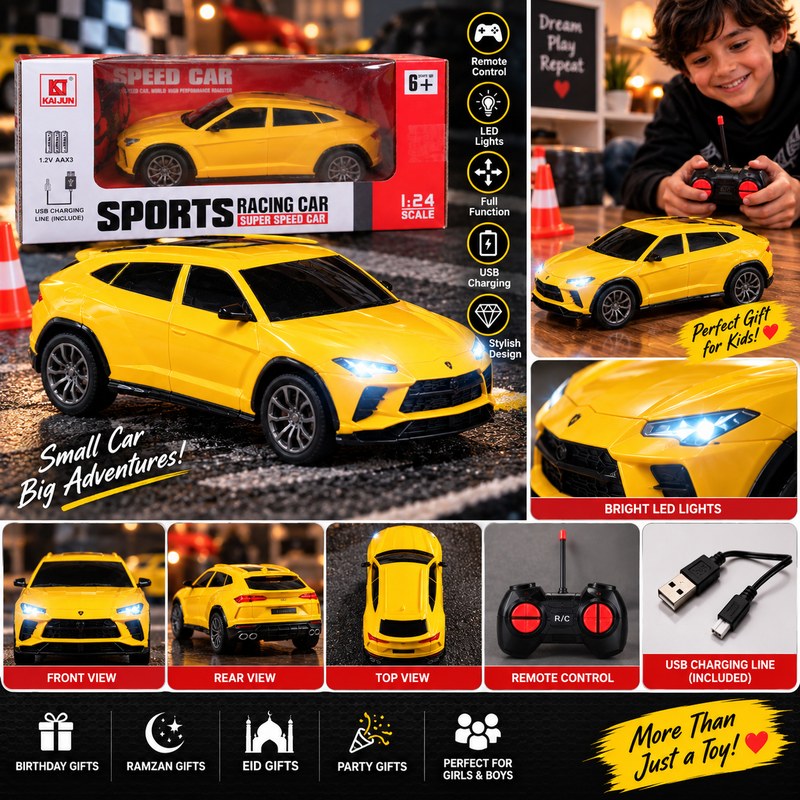 SPEED CAR
KAIJUN
6+
1.2V AAX3
USB CHARGING
LINE (INCLUDE)
SPORTS RACING CAR
SUPER SPEED CAR
1:24
SCALE
Remote
Control
LED
Lights
Full
Function
USB
Charging
Stylish
Design
Small Car
Big Adventures!
Dream
Play
Repeat
Perfect Gift
for Kids!
BRIGHT LED LIGHTS
FRONT VIEW
REAR VIEW
TOP VIEW
R/C
REMOTE CONTROL
USB CHARGING LINE
(INCLUDED)
BIRTHDAY GIFTS
RAMZAN GIFTS
EID GIFTS
PARTY GIFTS
PERFECT FOR
GIRLS & BOYS
More Than
Just a Toy!